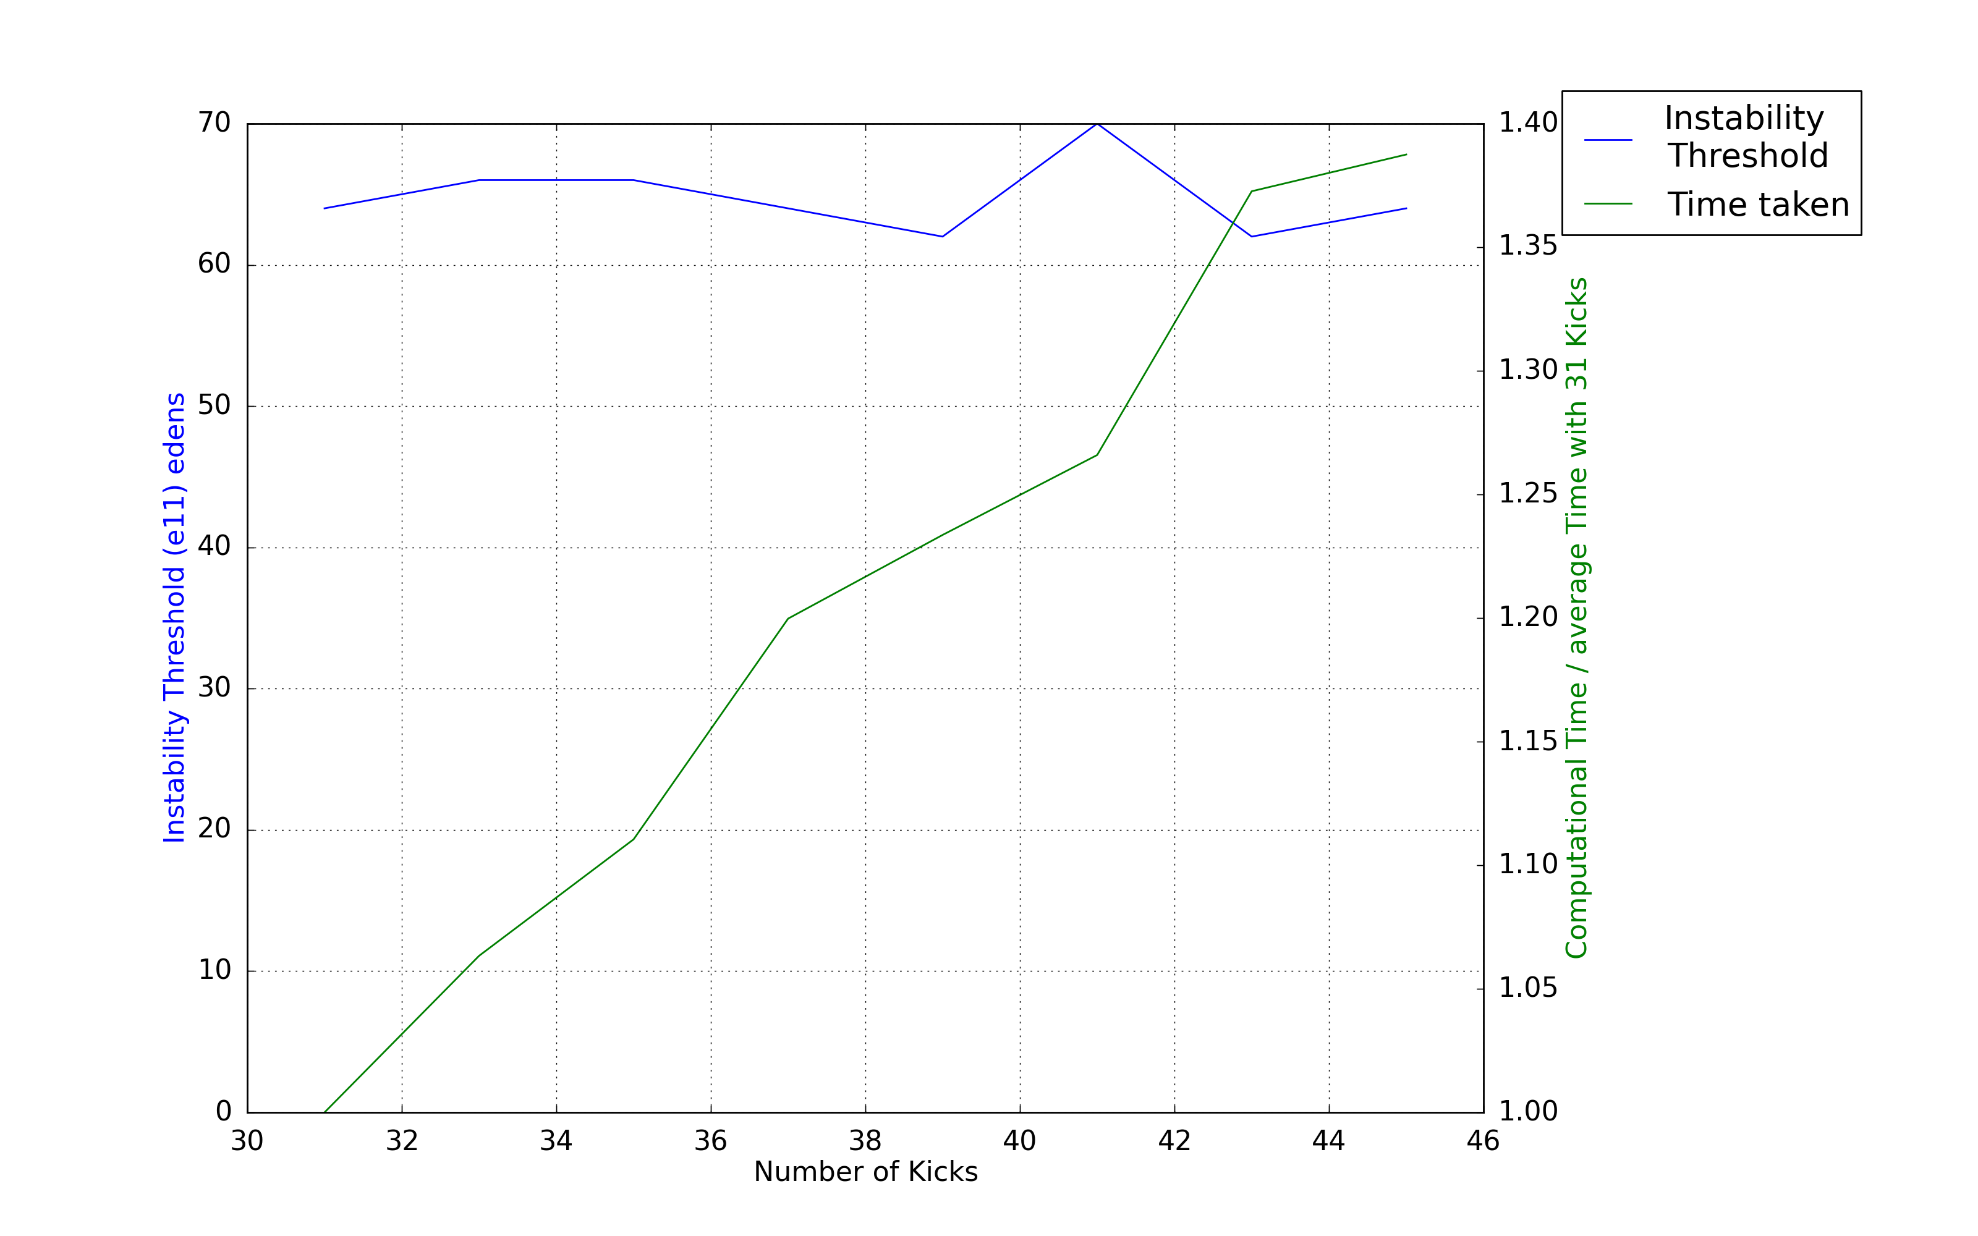 Instability
Threshold
Time taken
70
60
50
40
30
20
10
0
Instability Threshold (e11) edens
1.40
1.35
1.30
1.25
1.20
1.15
1.10
1.05
1.00
Computational Time / average Time with 31 Kicks
30 32 34 36 38 40 42 44 46
Number of Kicks